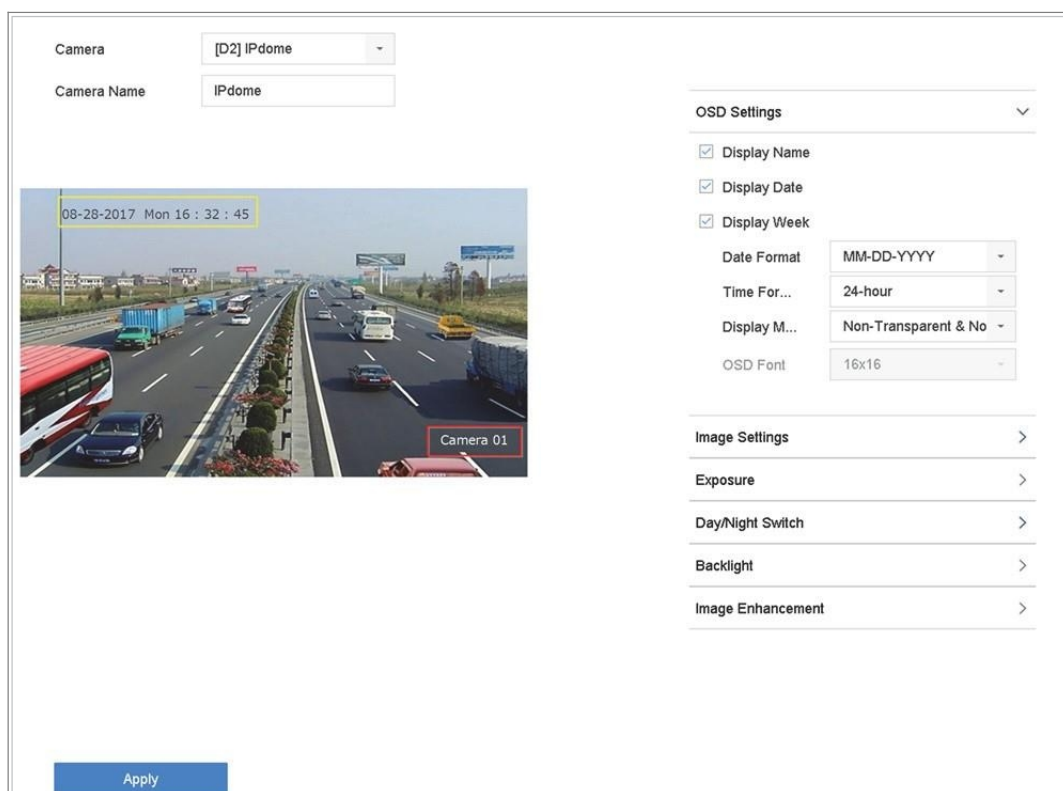 Camera
[D2] IPdome
Camera Name
IPdome
08-28-2017 Mon 16 : 32 : 45
Camera 01
OSD Settings
Display Name
Display Date
Display Week
Date Format
MM-DD-YYYY
Time For...
24-hour
Display M...
Non-Transparent & No
OSD Font
16x16
Image Settings
Exposure
Day/Night Switch
Backlight
Image Enhancement
Apply